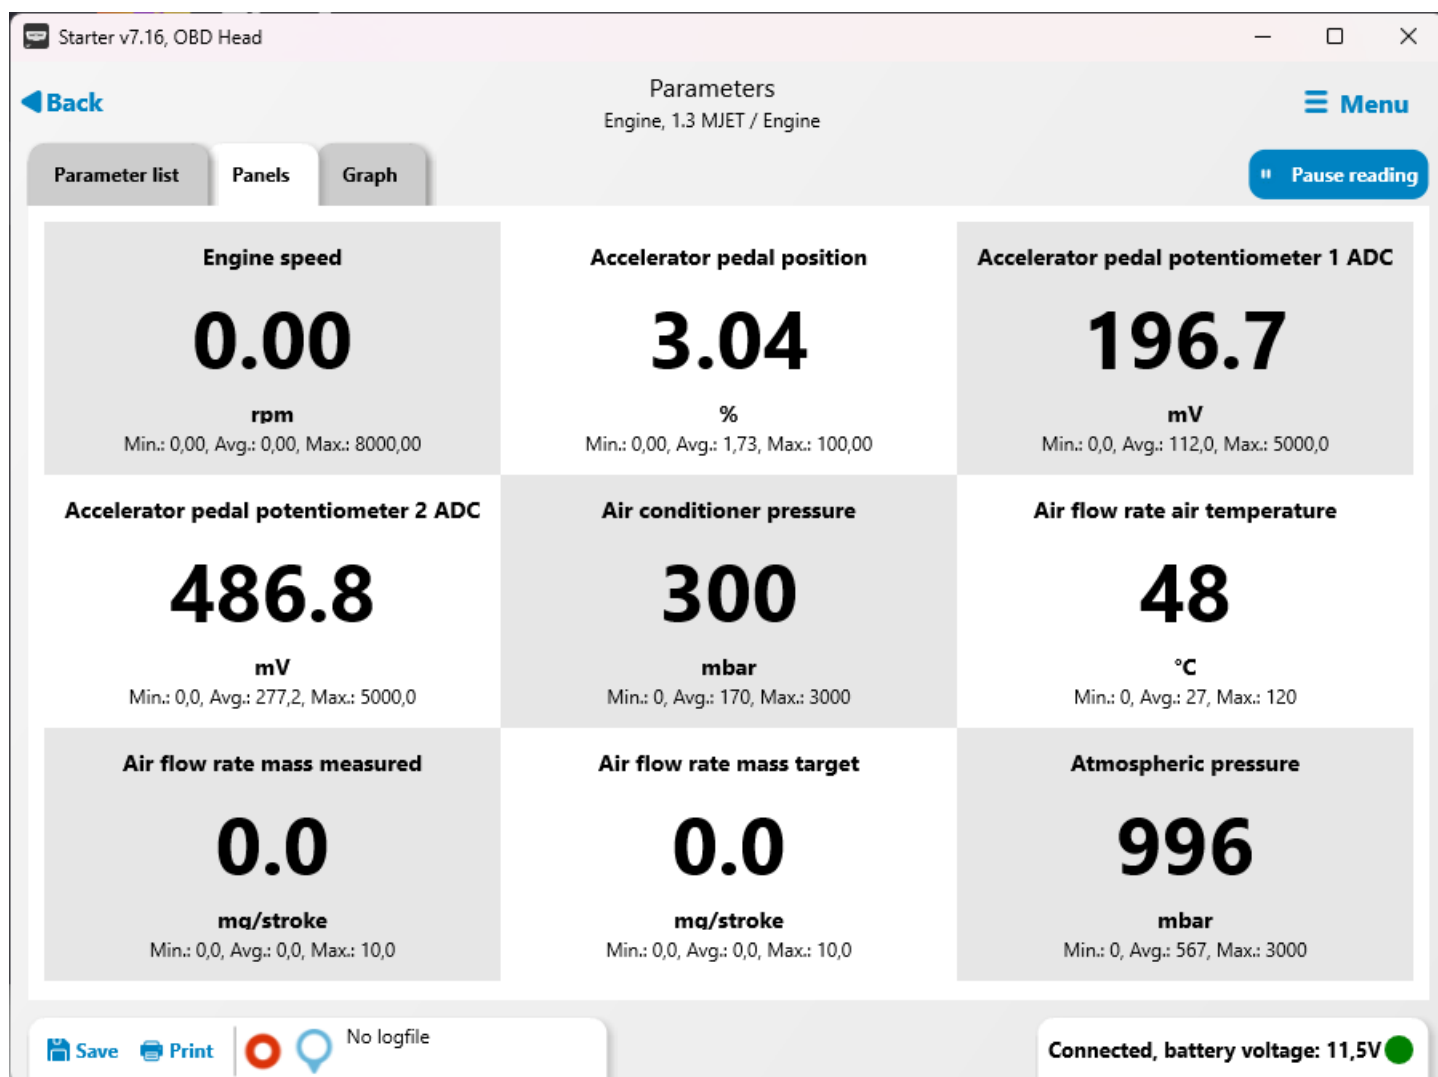 Starter v7.16, OBD Head
Back
Parameters
Menu
Engine, 1.3 MJET / Engine
Parameter list
Panels
Graph
Pause reading
Engine speed
0.00
rpm
Min.: 0,00, Avg.: 0,00, Max.: 8000,00
Accelerator pedal position
3.04
%
Min.: 0,00, Avg.: 1,73, Max.: 100,00
Accelerator pedal potentiometer 1 ADC
196.7
mV
Min.: 0,0, Avg.: 112,0, Max.: 5000,0
Accelerator pedal potentiometer 2 ADC
486.8
mV
Min.: 0,0, Avg.: 277,2, Max.: 5000,0
Air conditioner pressure
300
mbar
Min.: 0, Avg.: 170, Max.: 3000
Air flow rate air temperature
48
°C
Min.: 0, Avg.: 27, Max.: 120
Air flow rate mass measured
0.0
mg/stroke
Min.: 0,0, Avg.: 0,0, Max.: 10,0
Air flow rate mass target
0.0
mg/stroke
Min.: 0,0, Avg.: 0,0, Max.: 10,0
Atmospheric pressure
996
mbar
Min.: 0, Avg.: 567, Max.: 3000
Save
Print
No logfile
Connected, battery voltage: 11,5V